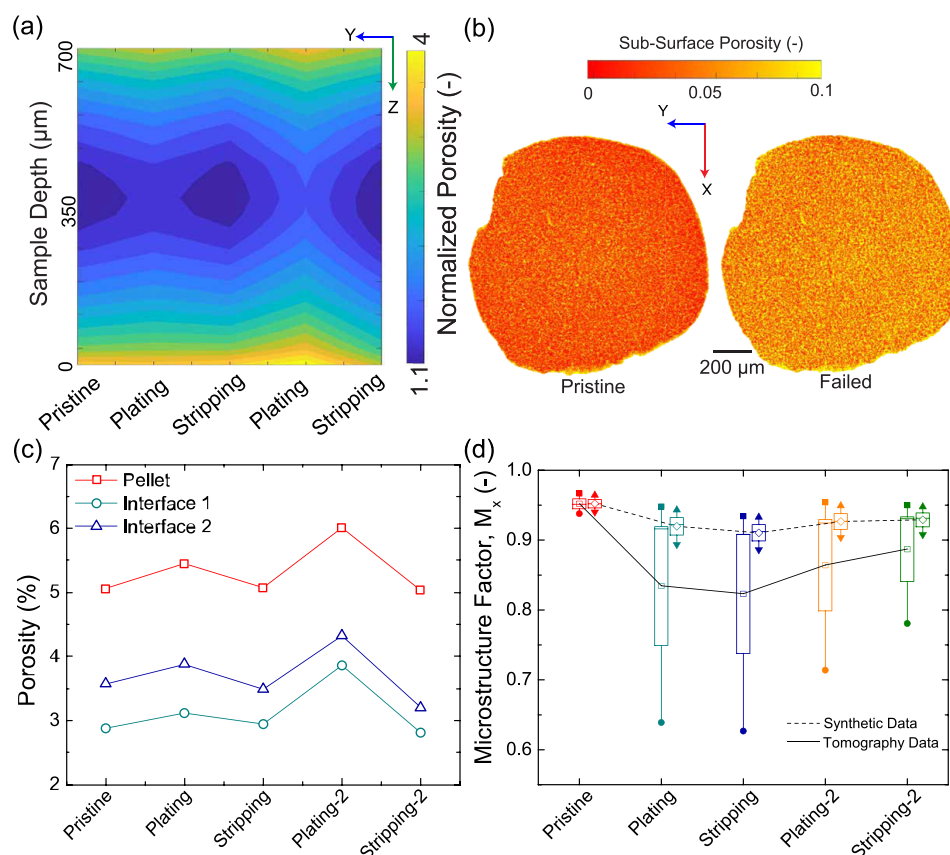 (a)
Y
Z
700
350
0
Sample Depth (µm)
Pristine
Plating
Stripping
Plating
Stripping
4
1.1
Normalized Porosity (-)
(b)
Sub-Surface Porosity (-)
0
0.05
0.1
Y
X
200 µm
Pristine
Failed
(c)
7
6
5
4
3
2
Porosity (%)
Pellet
Interface 1
Interface 2
Pristine
Plating
Stripping
Plating-2
Stripping-2
(d)
1.0
0.9
0.8
0.7
0.6
Microstructure Factor, Mx (-)
Synthetic Data
Tomography Data
Pristine
Plating
Stripping
Plating-2
Stripping-2